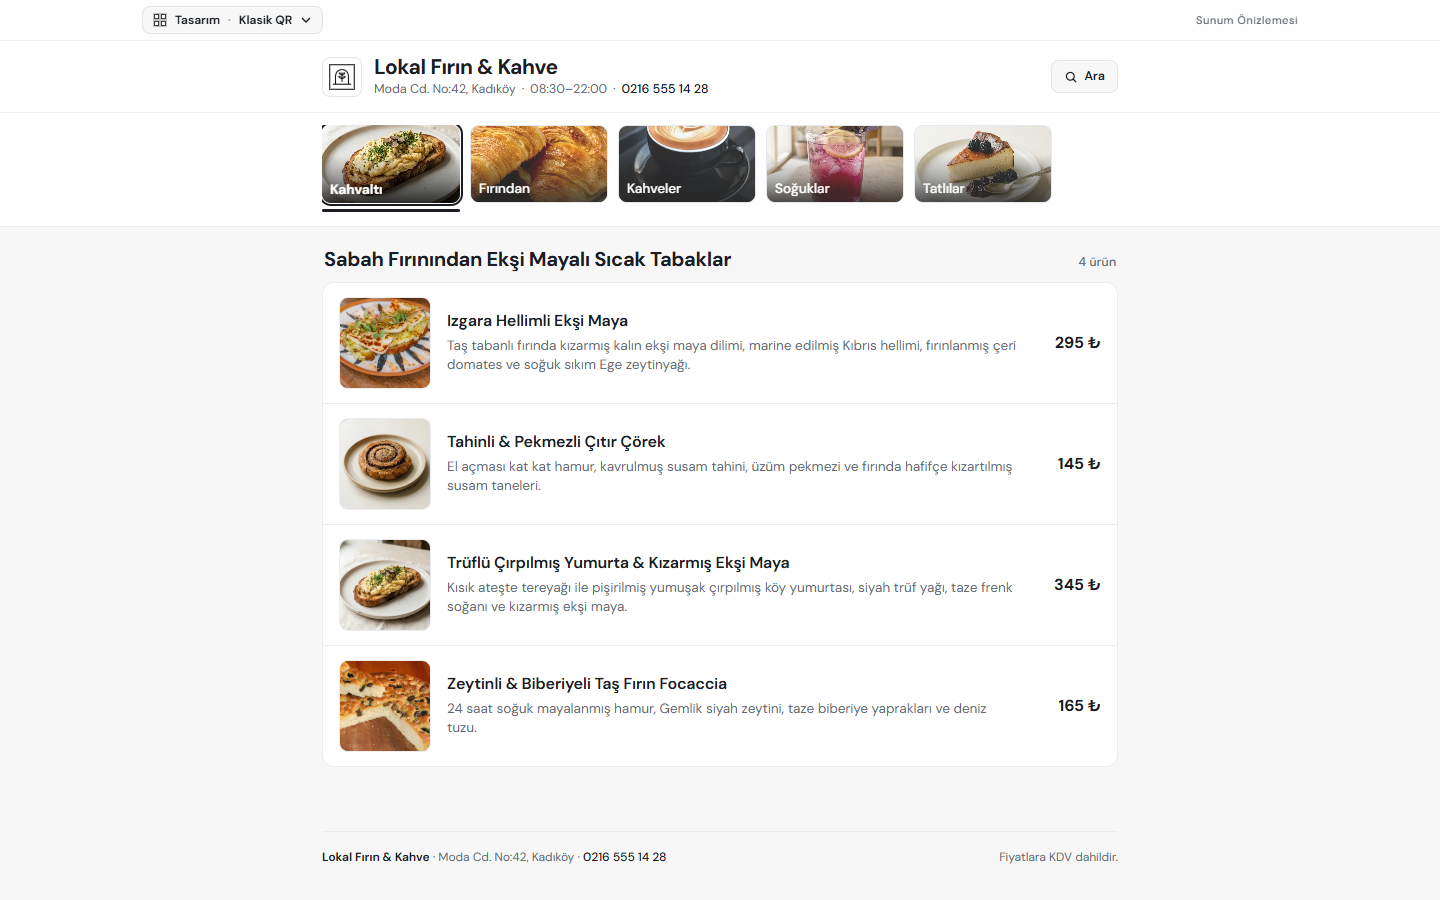 Tasarım · Klasik QR
Sunum Önizlemesi
Lokal Fırın & Kahve
Moda Cd. No:42, Kadıköy · 08:30–22:00 · 0216 555 14 28
Ara
Kahvaltı
Fırından
Kahveler
Soğuklar
Tatlılar
Sabah Fırınından Ekşi Mayalı Sıcak Tabaklar
4 ürün
Izgara Hellimli Ekşi Maya
Taş tabanlı fırında kızarmış kalın ekşi maya dilimi, marine edilmiş Kıbrıs hellimi, fırınlanmış çeri
domates ve soğuk sıkım Ege zeytinyağı.
295 ₺
Tahinli & Pekmezli Çıtır Çörek
El açması kat kat hamur, kavrulmuş susam tahini, üzüm pekmezi ve fırında hafifçe kızartılmış
susam taneleri.
145 ₺
Trüflü Çırpılmış Yumurta & Kızarmış Ekşi Maya
Kısık ateşte tereyağı ile pişirilmiş yumuşak çırpılmış köy yumurtası, siyah trüf yağı, taze frenk
soğanı ve kızarmış ekşi maya.
345 ₺
Zeytinli & Biberiyeli Taş Fırın Focaccia
24 saat soğuk mayalanmış hamur, Gemlik siyah zeytini, taze biberiye yaprakları ve deniz
tuzu.
165 ₺
Lokal Fırın & Kahve · Moda Cd. No:42, Kadıköy · 0216 555 14 28
Fiyatlara KDV dahildir.